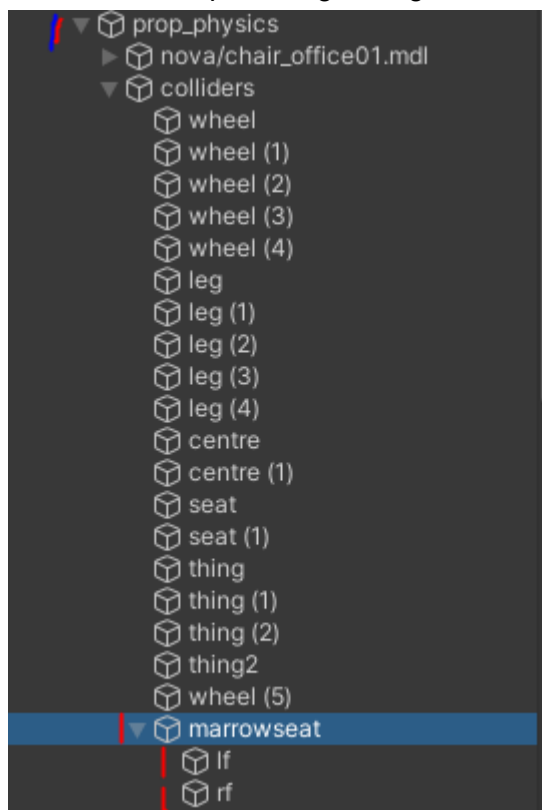 prop_physics
nova/chair_office01.mdl
colliders
wheel
wheel (1)
wheel (2)
wheel (3)
wheel (4)
leg
leg (1)
leg (2)
leg (3)
leg (4)
centre
centre (1)
seat
seat (1)
thing
thing (1)
thing (2)
thing2
wheel (5)
marrowseat
lf
rf